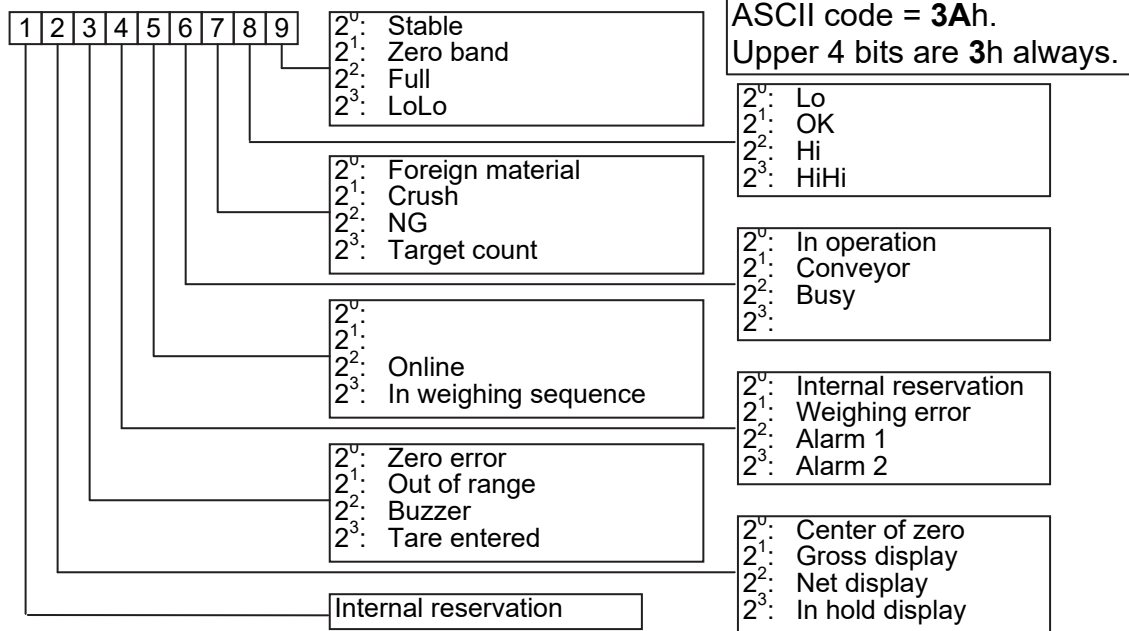 1 2 3 4 5 6 7 8 9
2⁰: Stable
2¹: Zero band
2²: Full
2³: LoLo
ASCII code = 3Ah.
Upper 4 bits are 3h always.
2⁰: Lo
2¹: OK
2²: Hi
2³: HiHi
2⁰: Foreign material
2¹: Crush
2²: NG
2³: Target count
2⁰: In operation
2¹: Conveyor
2²: Busy
2³:
2⁰:
2¹:
2²: Online
2³: In weighing sequence
2⁰: Internal reservation
2¹: Weighing error
2²: Alarm 1
2³: Alarm 2
2⁰: Zero error
2¹: Out of range
2²: Buzzer
2³: Tare entered
2⁰: Center of zero
2¹: Gross display
2²: Net display
2³: In hold display
Internal reservation